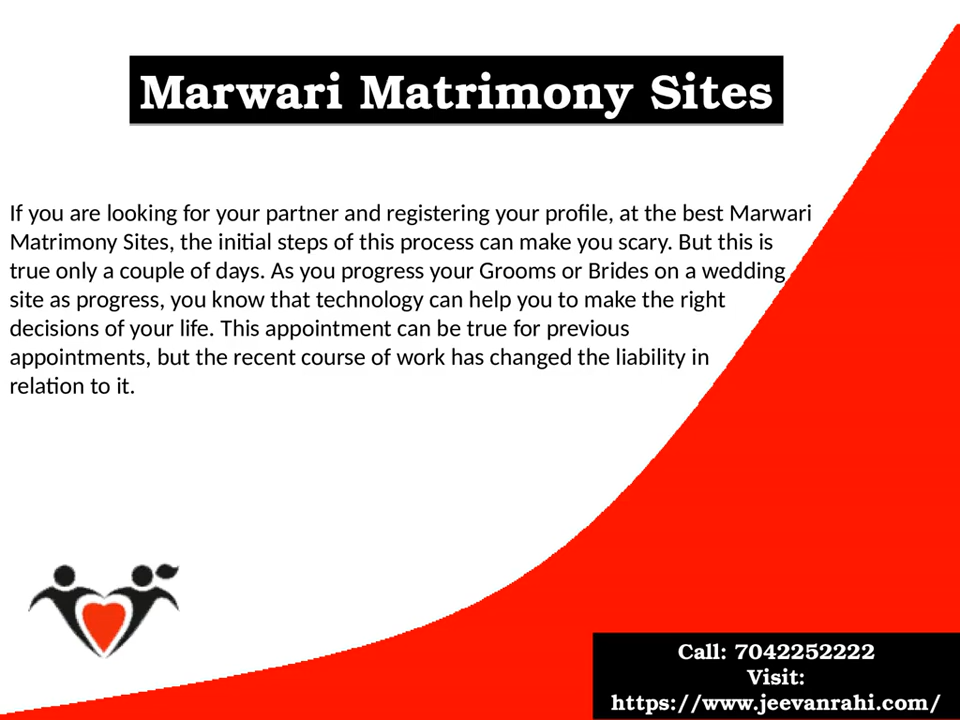 Marwari Matrimony Sites
If you are looking for your partner and registering your profile, at the best Marwari
Matrimony Sites, the initial steps of this process can make you scary. But this is
true only a couple of days. As you progress your Grooms or Brides on a wedding
site as progress, you know that technology can help you to make the right
decisions of your life. This appointment can be true for previous
appointments, but the recent course of work has changed the liability in
relation to it.
Call: 7042252222
Visit:
https://www.jeevanrahi.com/